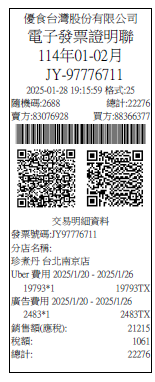 優食台灣股份有限公司
電子發票證明聯
114年01-02月
JY-97776711
2025-01-28 19:15:59 格式:25
隨機碼:2688 總計:22276
賣方:83076928 買方:88366377
交易明細資料
發票號碼:JY97776711
分店名稱:
珍煮丹 台北南京店
Uber 費用 2025/1/20 - 2025/1/26
19793*1 19793TX
廣告費用 2025/1/20 - 2025/1/26
2483*1 2483TX
銷售額(應稅): 21215
稅額: 1061
總計: 22276